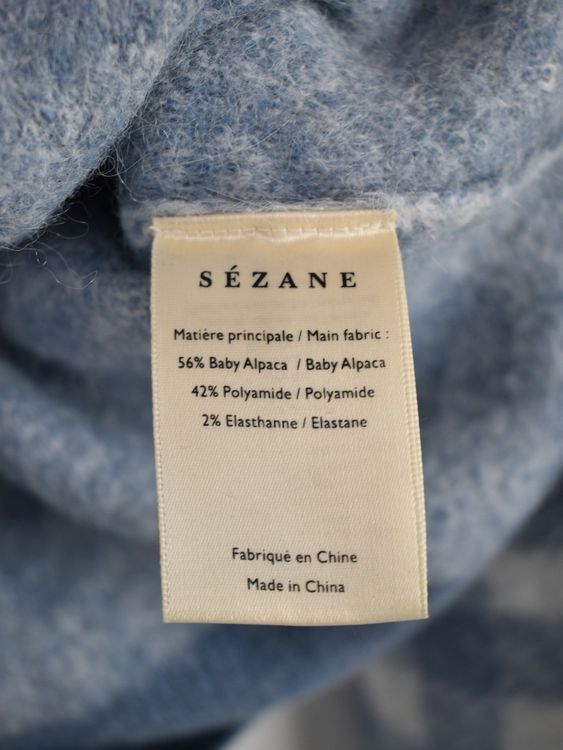 SÉZANE
Matière principale / Main fabric :
56% Baby Alpaca / Baby Alpaca
42% Polyamide / Polyamide
2% Elasthanne / Elastane
Fabriqué en Chine
Made in China